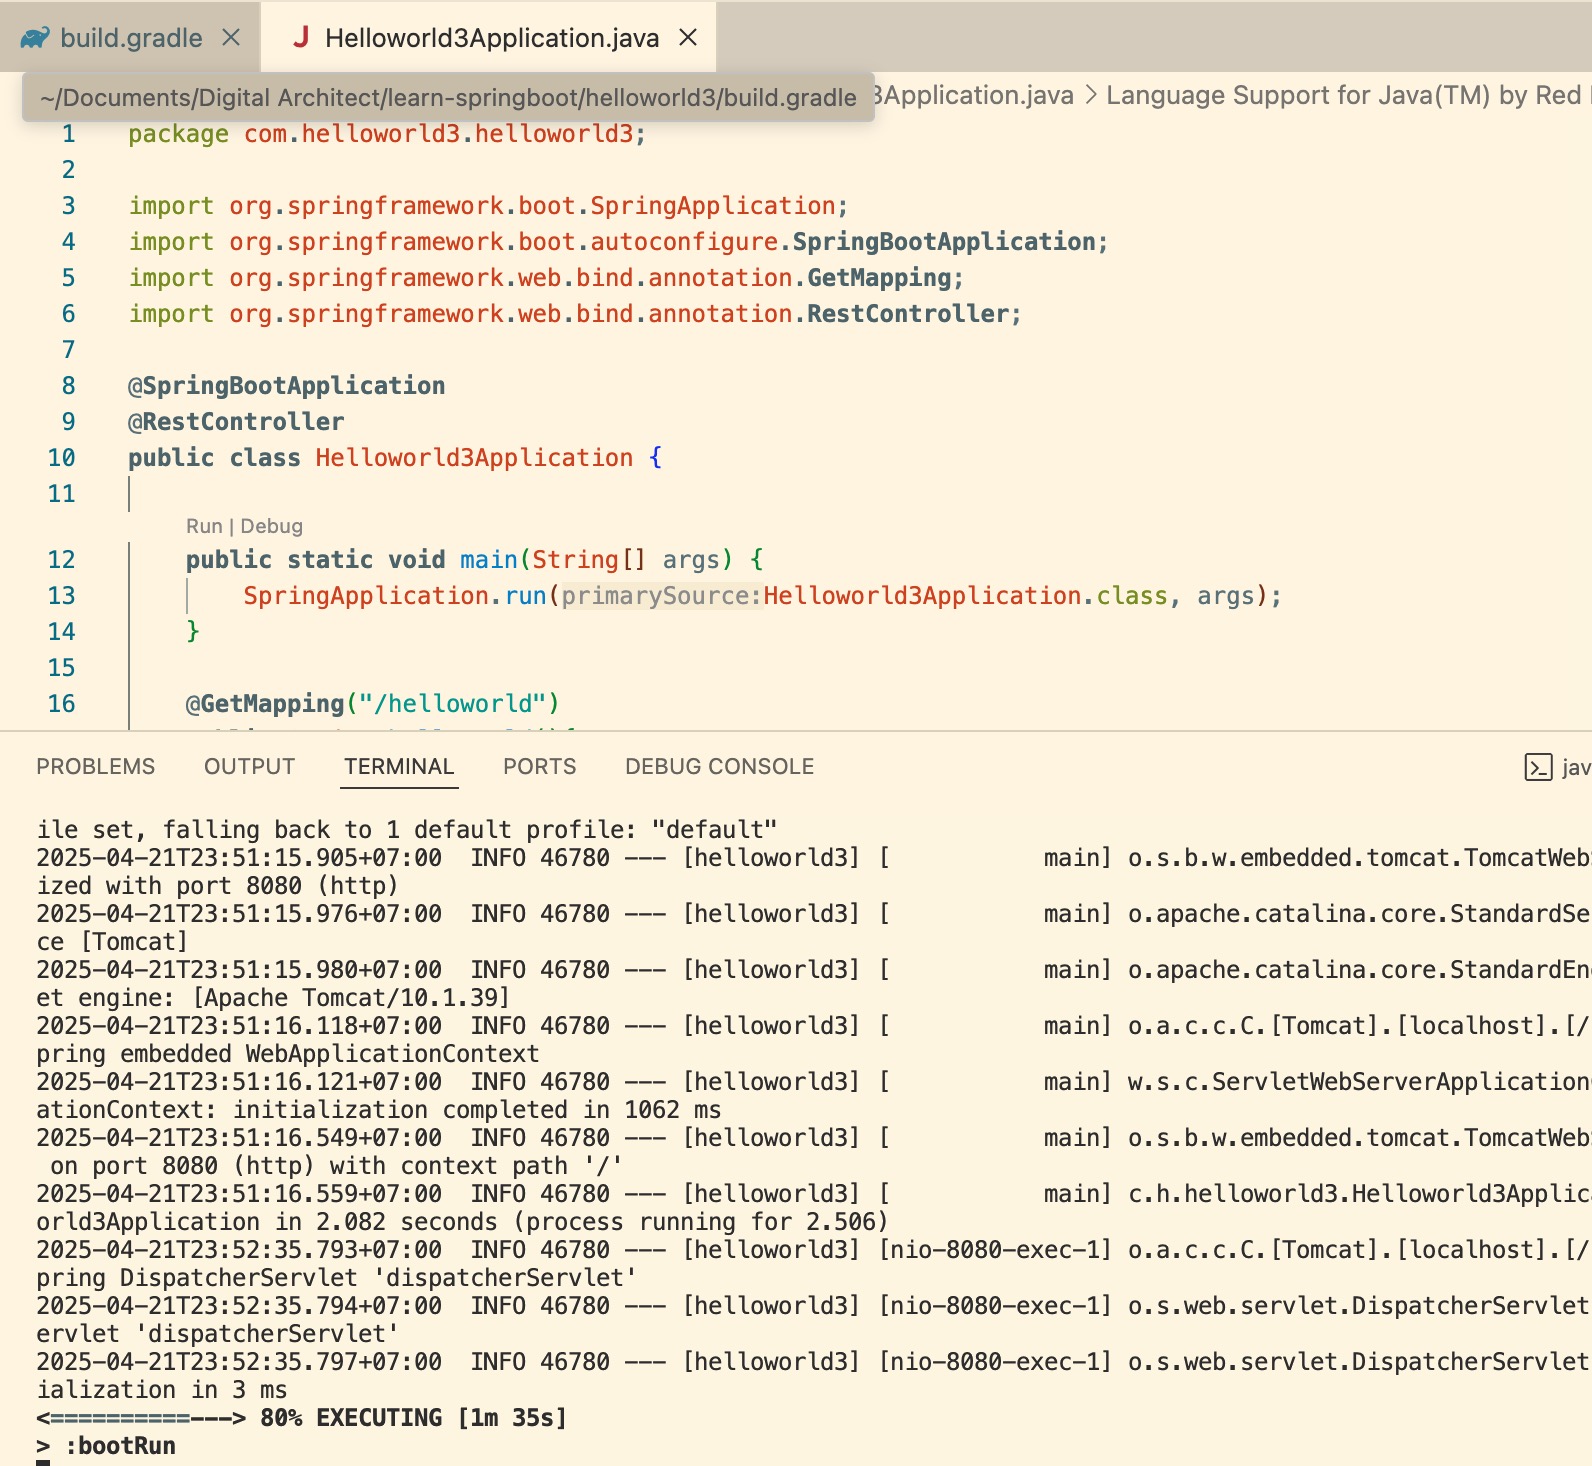 build.gradle
Helloworld3Application.java
~/Documents/Digital Architect/learn-springboot/helloworld3/build.gradle
3Application.java > Language Support for Java(TM) by Red
1 package com.helloworld3.helloworld3;
2
3 import org.springframework.boot.SpringApplication;
4 import org.springframework.boot.autoconfigure.SpringBootApplication;
5 import org.springframework.web.bind.annotation.GetMapping;
6 import org.springframework.web.bind.annotation.RestController;
7
8 @SpringBootApplication
9 @RestController
10 public class Helloworld3Application {
11
Run | Debug
12 public static void main(String[] args) {
13 SpringApplication.run(primarySource:Helloworld3Application.class, args);
14 }
15
16 @GetMapping("/helloworld")
PROBLEMS OUTPUT TERMINAL PORTS DEBUG CONSOLE jav
ile set, falling back to 1 default profile: "default"
2025-04-21T23:51:15.905+07:00  INFO 46780 --- [helloworld3] [           main] o.s.b.w.embedded.tomcat.TomcatWebS
ized with port 8080 (http)
2025-04-21T23:51:15.976+07:00  INFO 46780 --- [helloworld3] [           main] o.apache.catalina.core.StandardSe
ce [Tomcat]
2025-04-21T23:51:15.980+07:00  INFO 46780 --- [helloworld3] [           main] o.apache.catalina.core.StandardEn
et engine: [Apache Tomcat/10.1.39]
2025-04-21T23:51:16.118+07:00  INFO 46780 --- [helloworld3] [           main] o.a.c.c.C.[Tomcat].[localhost].[/
pring embedded WebApplicationContext
2025-04-21T23:51:16.121+07:00  INFO 46780 --- [helloworld3] [           main] w.s.c.ServletWebServerApplication
ationContext: initialization completed in 1062 ms
2025-04-21T23:51:16.549+07:00  INFO 46780 --- [helloworld3] [           main] o.s.b.w.embedded.tomcat.TomcatWebS
 on port 8080 (http) with context path '/'
2025-04-21T23:51:16.559+07:00  INFO 46780 --- [helloworld3] [           main] c.h.helloworld3.Helloworld3Applic
orld3Application in 2.082 seconds (process running for 2.506)
2025-04-21T23:52:35.793+07:00  INFO 46780 --- [helloworld3] [nio-8080-exec-1] o.a.c.c.C.[Tomcat].[localhost].[/
pring DispatcherServlet 'dispatcherServlet'
2025-04-21T23:52:35.794+07:00  INFO 46780 --- [helloworld3] [nio-8080-exec-1] o.s.web.servlet.DispatcherServlet
ervlet 'dispatcherServlet'
2025-04-21T23:52:35.797+07:00  INFO 46780 --- [helloworld3] [nio-8080-exec-1] o.s.web.servlet.DispatcherServlet
ialization in 3 ms
<==========---> 80% EXECUTING [1m 35s]
> :bootRun